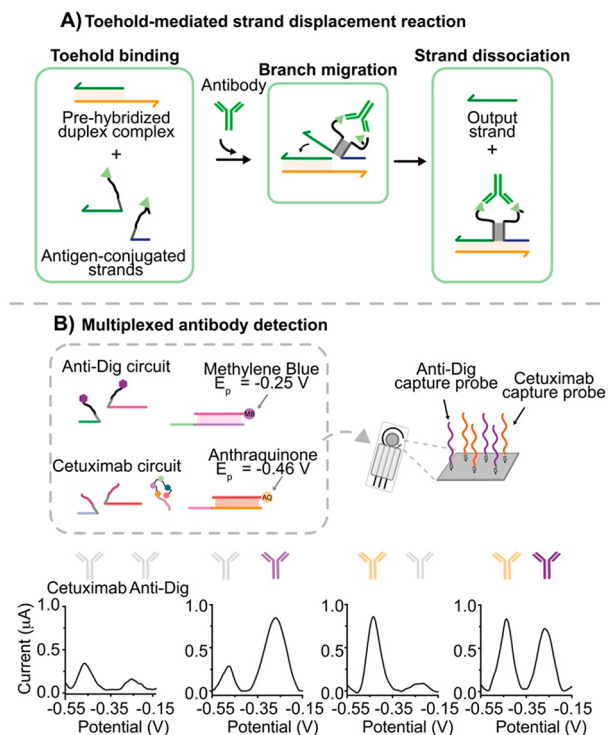 A) Toehold-mediated strand displacement reaction
Toehold binding
Branch migration
Strand dissociation
Pre-hybridized
duplex complex
+
Antigen-conjugated
strands
Antibody
Output
strand
+
B) Multiplexed antibody detection
Anti-Dig circuit
Methylene Blue
Ep = -0.25 V
MB
Cetuximab circuit
Anthraquinone
Ep = -0.46 V
AQ
Anti-Dig
capture probe
Cetuximab
capture probe
Cetuximab Anti-Dig
Current (μA)
1.0
0.5
0.0
-0.55 -0.35 -0.15
Potential (V)
1.0
0.5
0.0
-0.55 -0.35 -0.15
Potential (V)
1.0
0.5
0.0
-0.55 -0.35 -0.15
Potential (V)
1.0
0.5
0.0
-0.55 -0.35 -0.15
Potential (V)